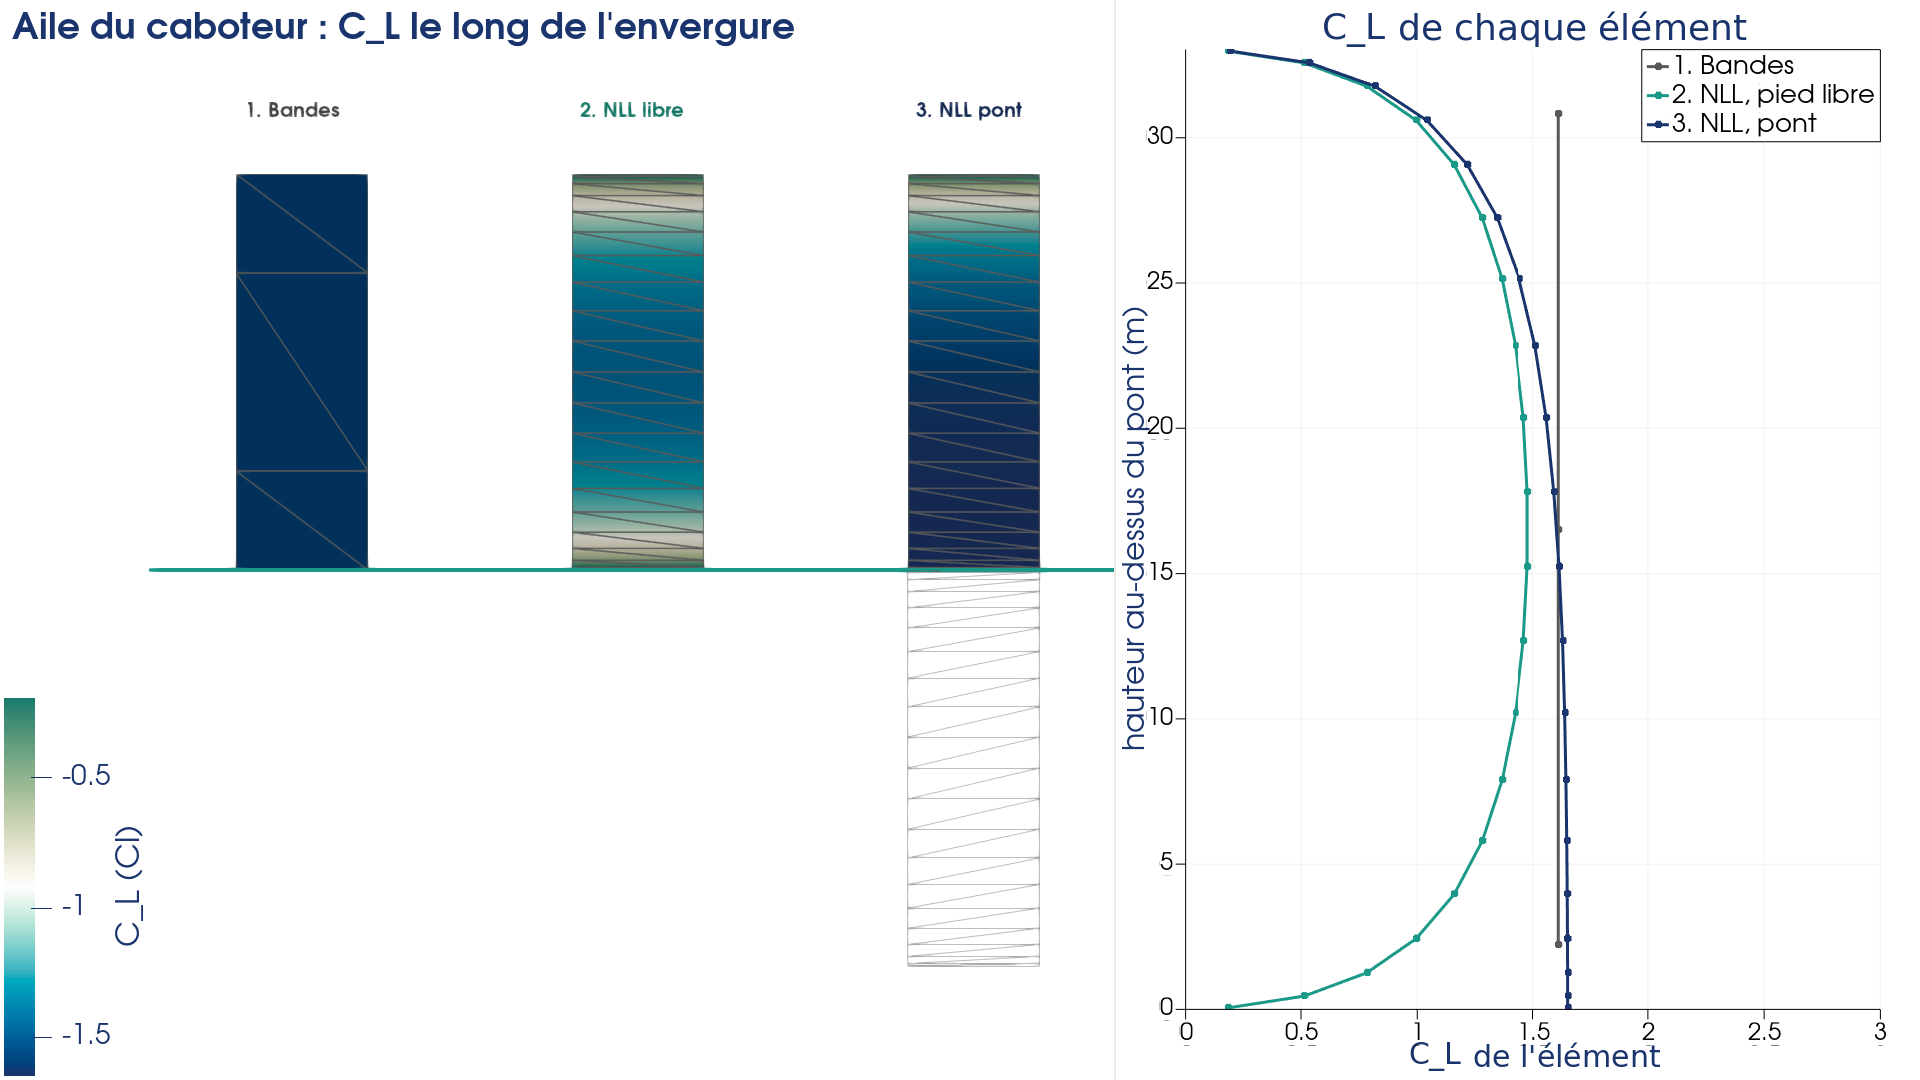 Aile du caboteur : C_L le long de l'envergure
1. Bandes
2. NLL libre
3. NLL pont
-0.5
-1
-1.5
C_L (Cl)
C_L de chaque élément
1. Bandes
2. NLL, pied libre
3. NLL, pont
30
25
20
15
10
5
0
hauteur au-dessus du pont (m)
0
0.5
1
1.5
2
2.5
3
C_L de l'élément